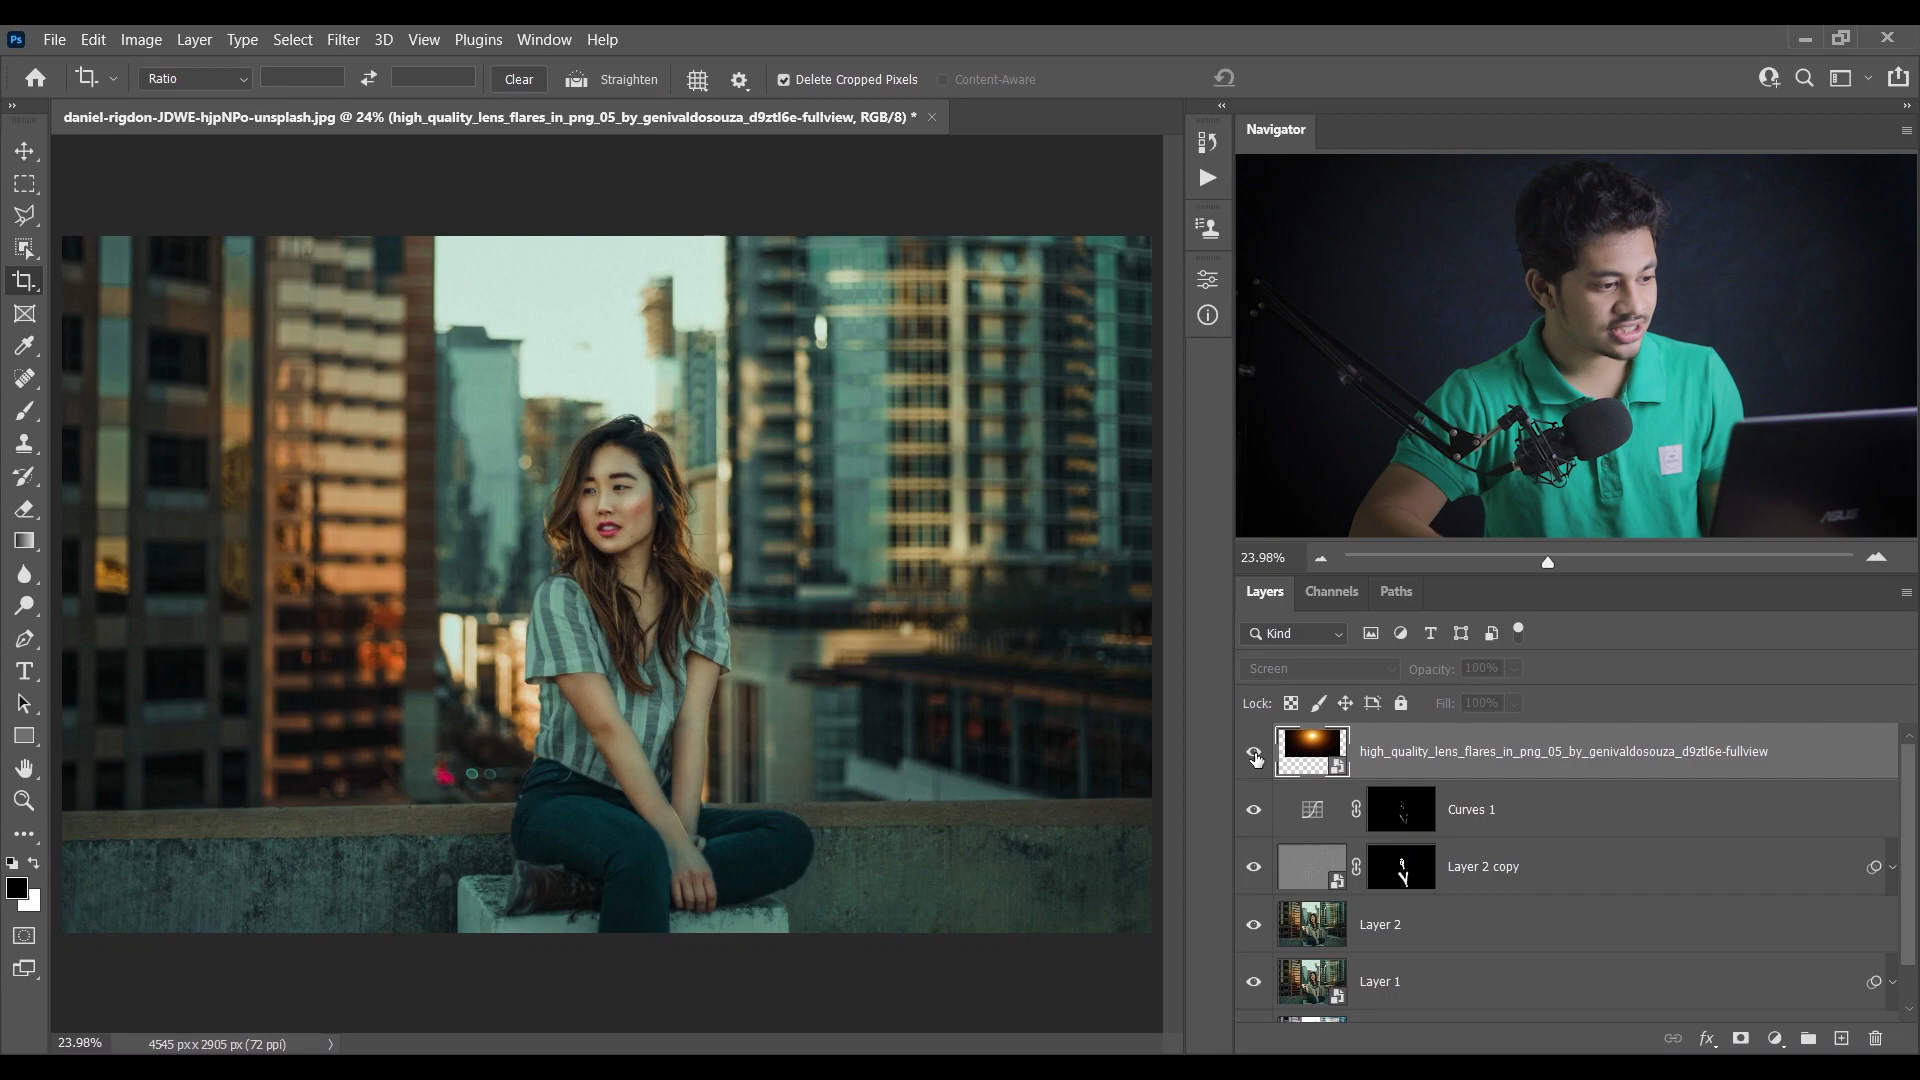 Ps File Edit Image Layer Type Select Filter 3D View Plugins Window Help
Ratio Clear Straighten Delete Cropped Pixels Content-Aware
daniel-rigdon-JDWE-hjpNPo-unsplash.jpg @ 24% (high_quality_lens_flares_in_png_05_by_genivaldosouza_d9ztl6e-fullview, RGB/8) *
Navigator
ASUS
23.98%
Layers Channels Paths
Kind
Screen Opacity: 100%
Lock: Fill: 100%
high_quality_lens_flares_in_png_05_by_genivaldosouza_d9ztl6e-fullview
Curves 1
Layer 2 copy
Layer 2
Layer 1
23.98% 4545 px x 2905 px (72 ppi)
fx